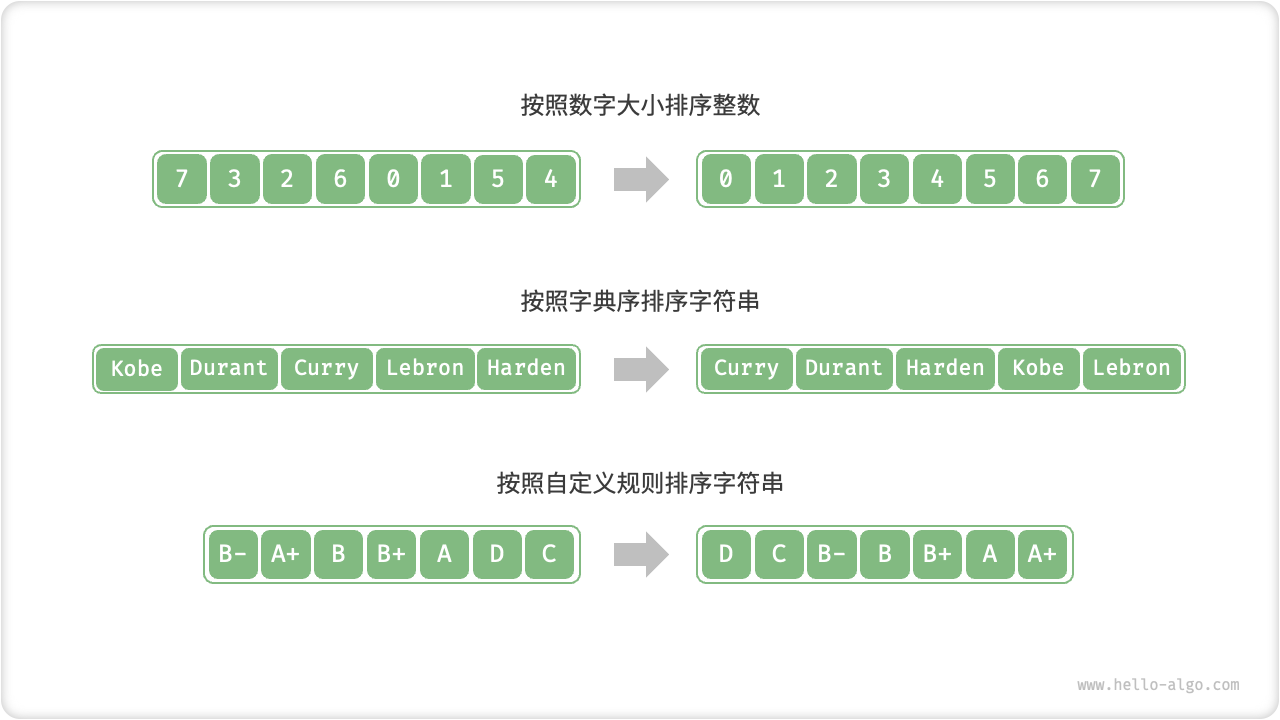 按照数字大小排序整数
7 3 2 6 0 1 5 4 0 1 2 3 4 5 6 7
按照字典序排序字符串
Kobe Durant Curry Lebron Harden Curry Durant Harden Kobe Lebron
按照自定义规则排序字符串
B- A+ B B+ A D C D C B- B B+ A A+
www.hello-algo.com